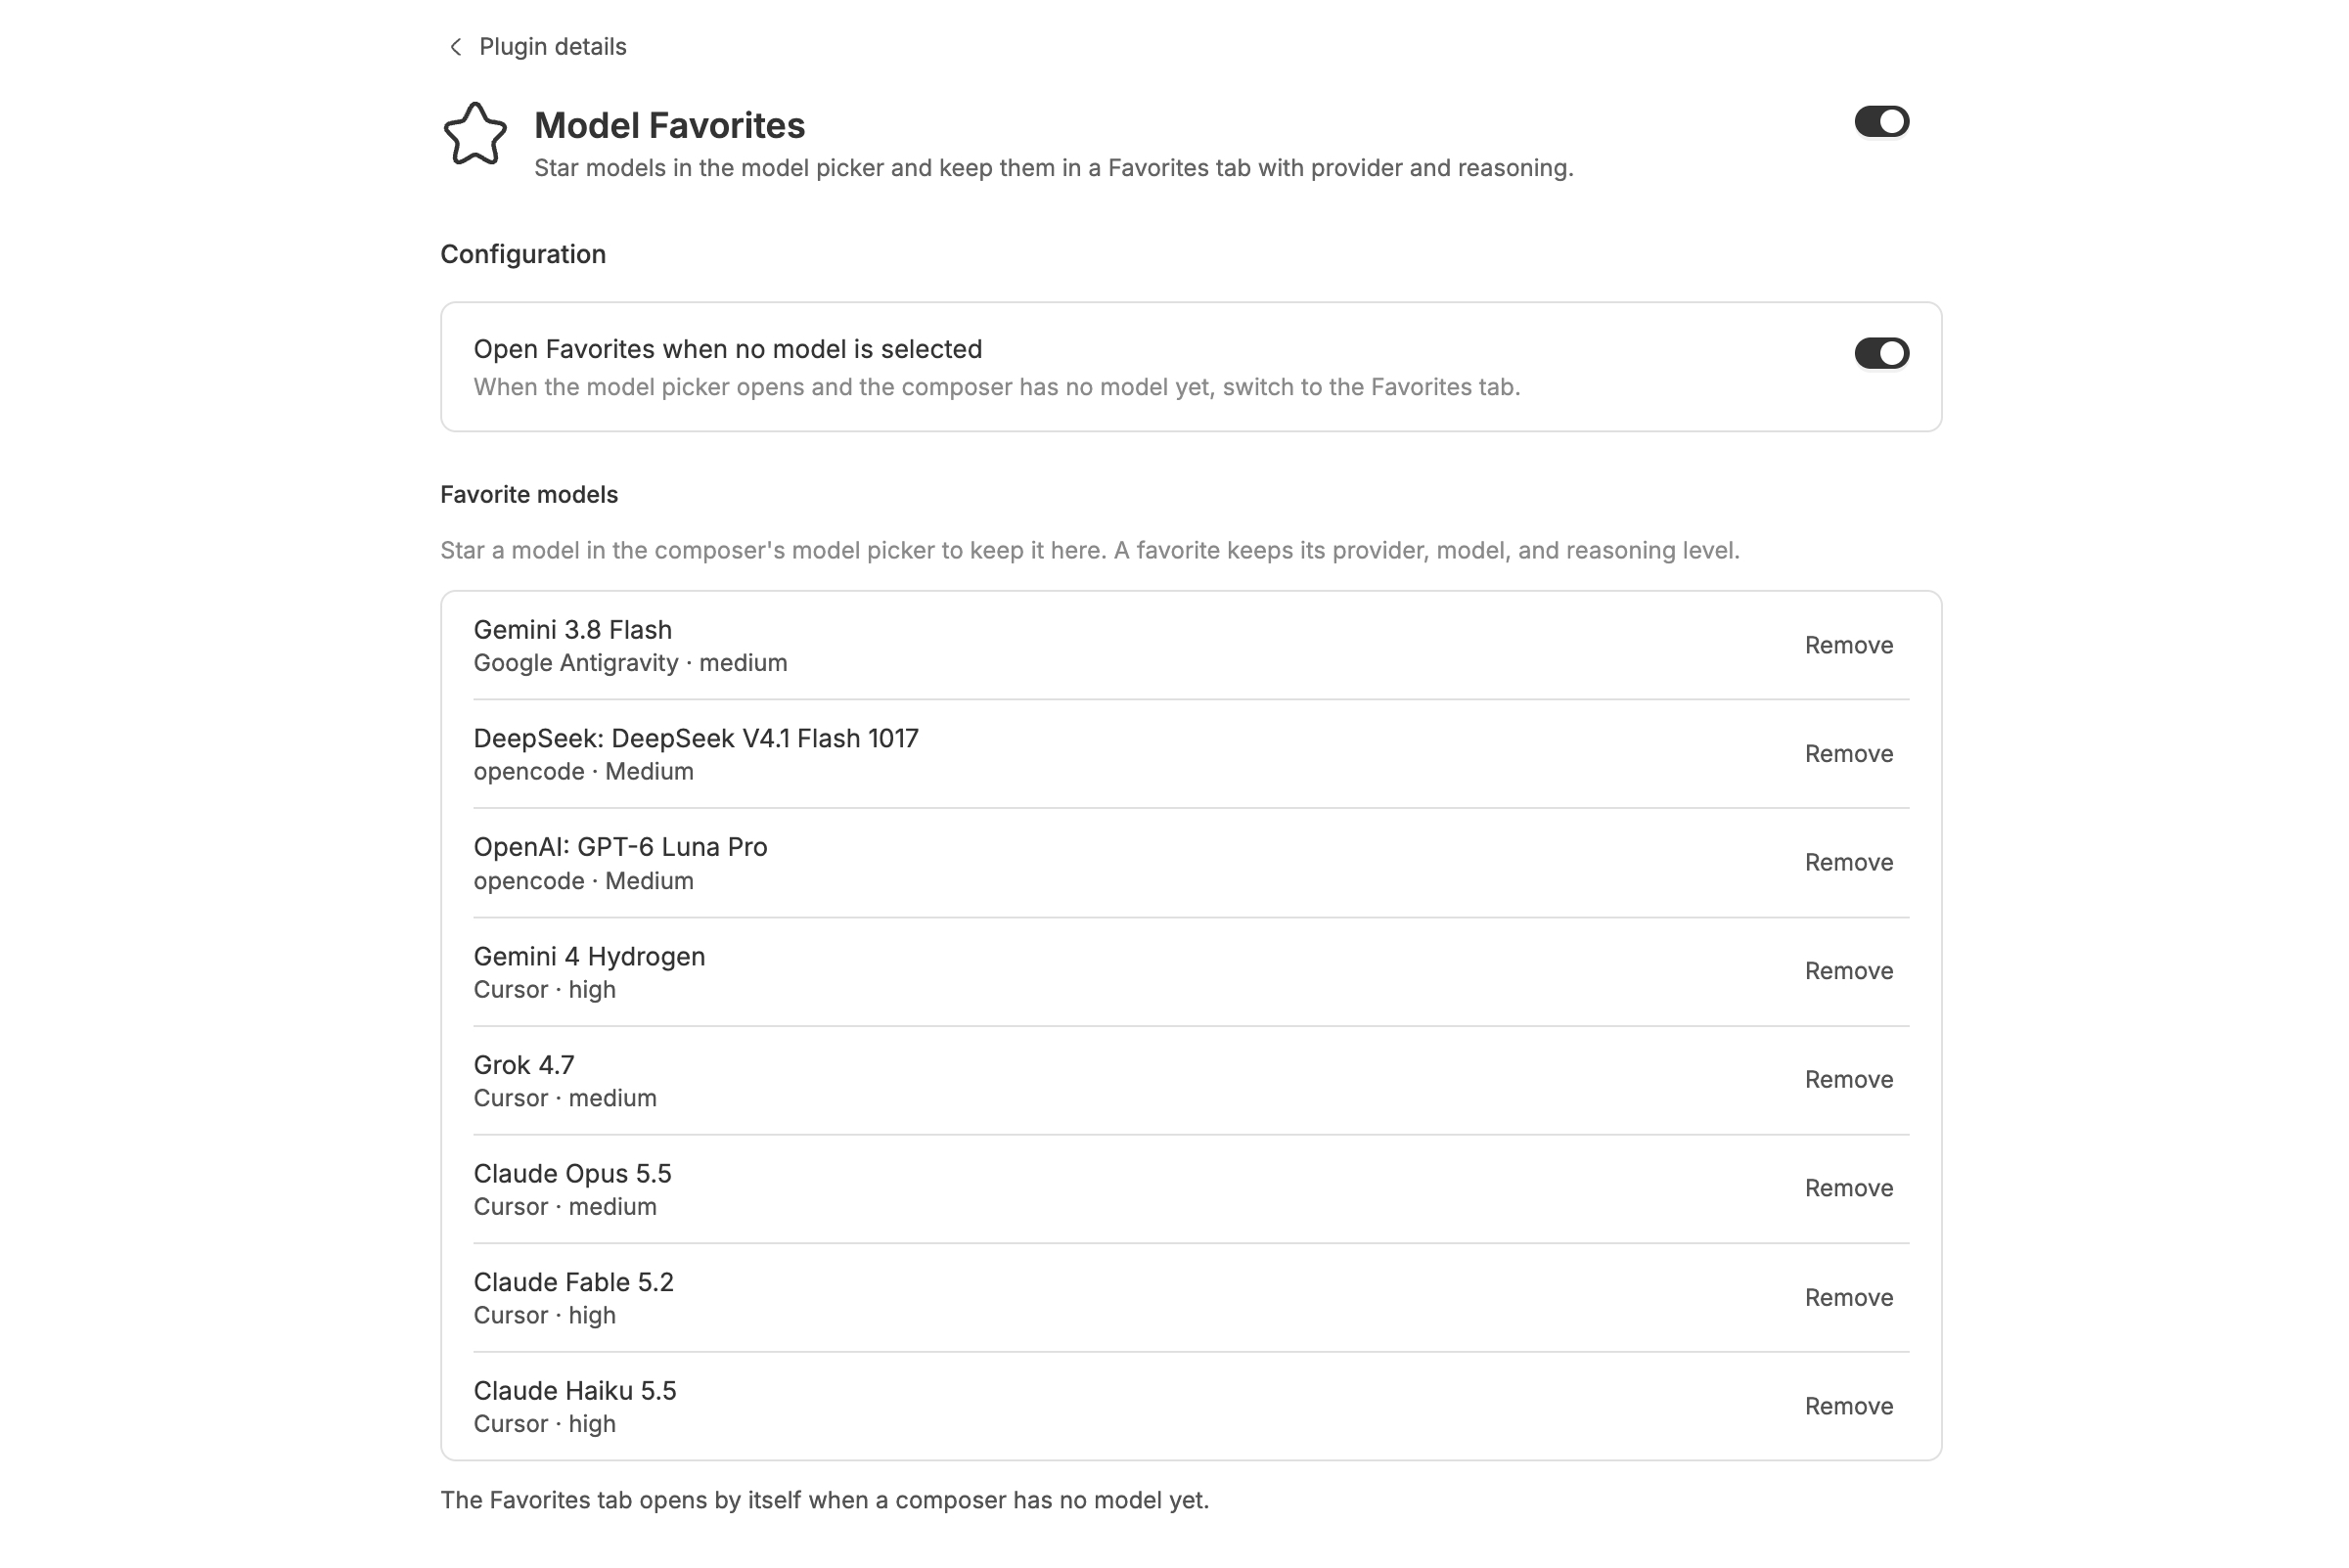 Plugin details
Model Favorites
Star models in the model picker and keep them in a Favorites tab with provider and reasoning.
Configuration
Open Favorites when no model is selected
When the model picker opens and the composer has no model yet, switch to the Favorites tab.
Favorite models
Star a model in the composer's model picker to keep it here. A favorite keeps its provider, model, and reasoning level.
Gemini 3.8 Flash
Google Antigravity · medium
Remove
DeepSeek: DeepSeek V4.1 Flash 1017
opencode · Medium
Remove
OpenAI: GPT-6 Luna Pro
opencode · Medium
Remove
Gemini 4 Hydrogen
Cursor · high
Remove
Grok 4.7
Cursor · medium
Remove
Claude Opus 5.5
Cursor · medium
Remove
Claude Fable 5.2
Cursor · high
Remove
Claude Haiku 5.5
Cursor · high
Remove
The Favorites tab opens by itself when a composer has no model yet.